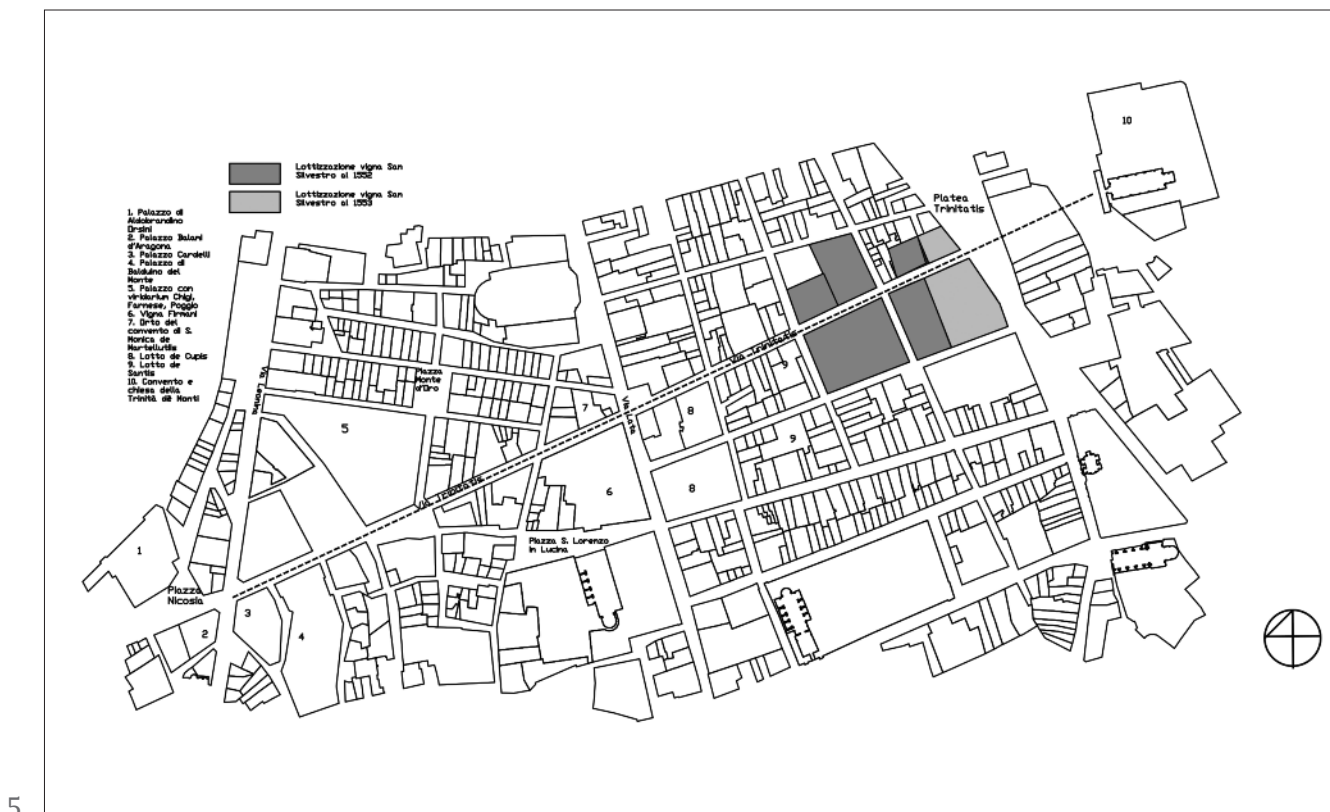 Lottizzazione vigna San
Silvestro al 1552
Lottizzazione vigna San
Silvestro al 1553
1. Palazzo di
Aldobrandino
Orsini
2. Palazzo Balami
d'Aragona
3. Palazzo Cardelli
4. Palazzo di
Balduino del
Monte
5. Palazzo con
viridarium Chigi,
Farnese, Poggio
6. Vigna Firmani
7. Orto del
convento di S.
Monica de
Martellutiis
8. Lotto de Cupis
9. Lotto de
Santis
10. Convento e
chiesa della
Trinità dè Monti
10
Platea
Trinitatis
Via Trinitatis
9
Piazza
Monte
d'Oro
Via Leonina
7
8
Via Lata
5
9
6
8
Via Trinitatis
Piazza S. Lorenzo
in Lucina
1
Piazza
Nicosia
2
3
4
5